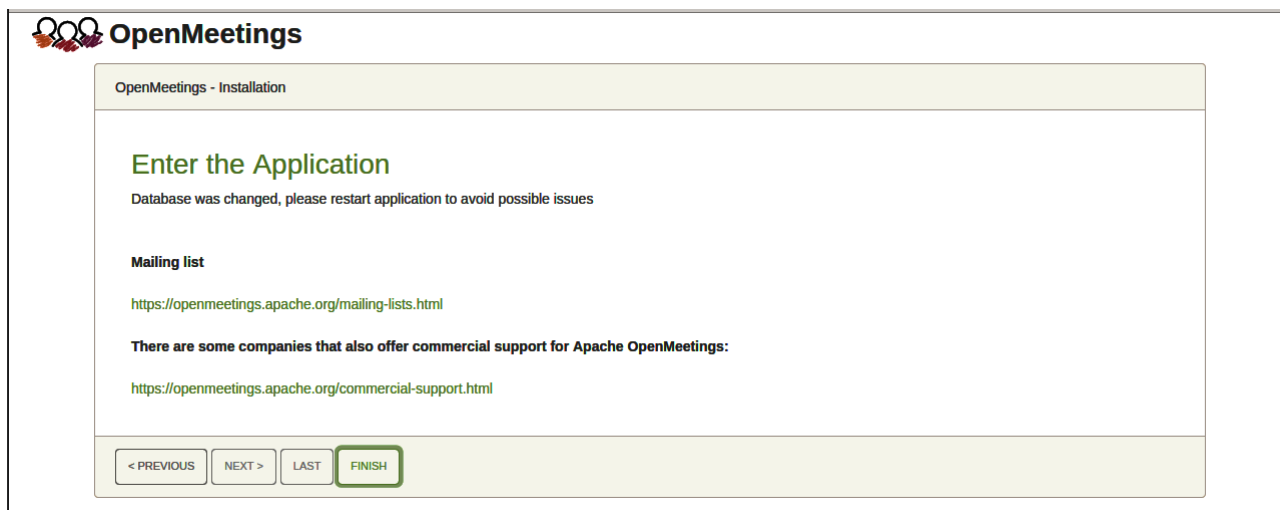 OpenMeetings
OpenMeetings - Installation
Enter the Application
Database was changed, please restart application to avoid possible issues
Mailing list
https://openmeetings.apache.org/mailing-lists.html
There are some companies that also offer commercial support for Apache OpenMeetings:
https://openmeetings.apache.org/commercial-support.html
< PREVIOUS NEXT > LAST FINISH